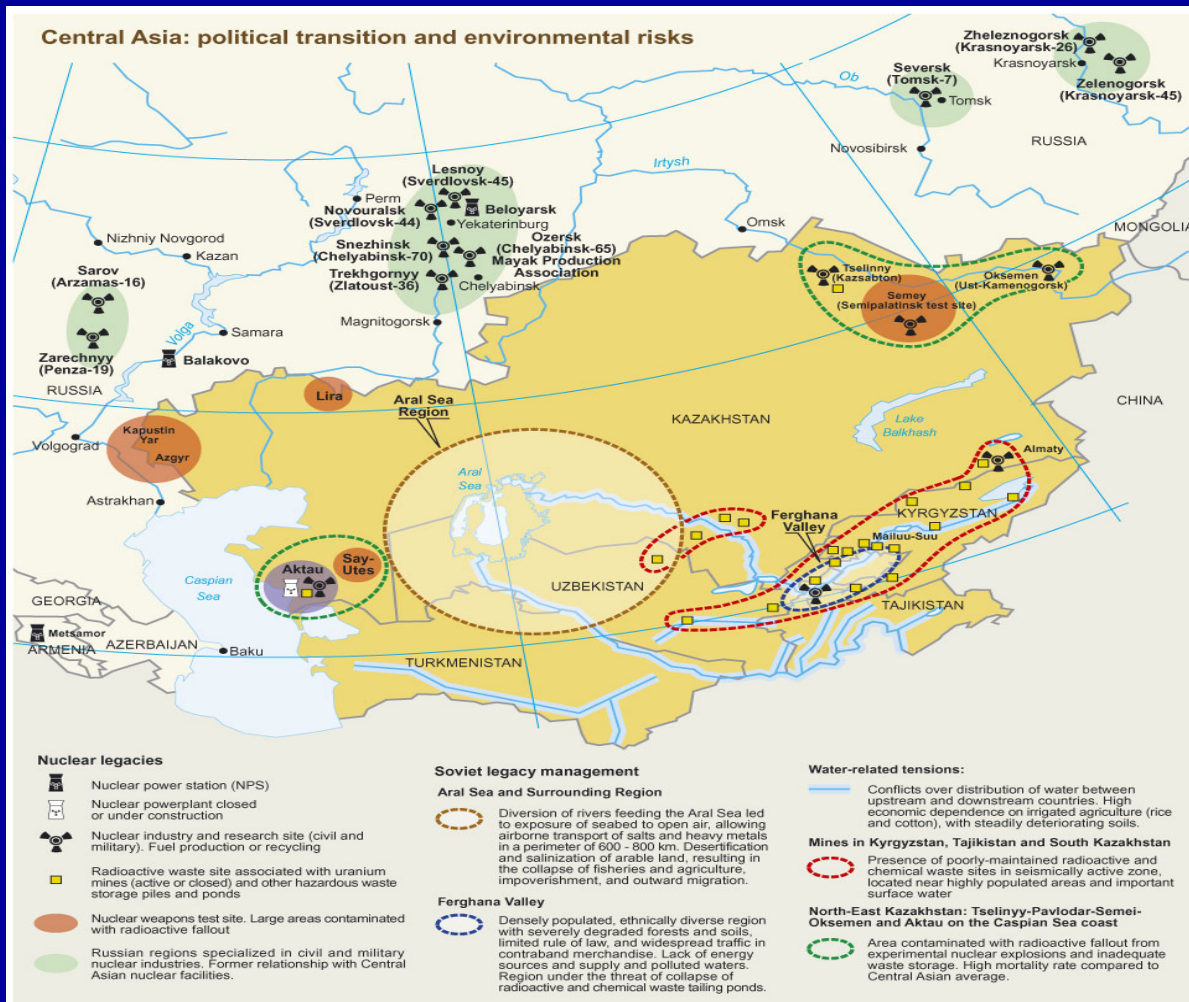 Central Asia: political transition and environmental risks
Zheleznogorsk
(Krasnoyarsk-26)
Krasnoyarsk
Zelenogorsk
(Krasnoyarsk-45)
Seversk
(Tomsk-7)
Tomsk
Ob
RUSSIA
Novosibirsk
Irtysh
Omsk
MONGOLIA
Lesnoy
(Sverdlovsk-45)
Perm
Novouralsk
(Sverdlovsk-44)
Beloyarsk
Yekaterinburg
Snezhinsk
(Chelyabinsk-70)
Ozersk
(Chelyabinsk-65)
Mayak Production
Association
Trekhgornyy
(Zlatoust-36)
Chelyabinsk
Magnitogorsk
Nizhniy Novgorod
Kazan
Sarov
(Arzamas-16)
Samara
Volga
Zarechnyy
(Penza-19)
Balakovo
RUSSIA
Volgograd
Kapustin
Yar
Azgyr
Astrakhan
Lira
Aral Sea
Region
Tselinny
(Kazsabton)
Oksemen
(Ust-Kamenogorsk)
Semey
(Semipalatinsk test site)
KAZAKHSTAN
Lake
Balkhash
CHINA
Aral
Sea
Almaty
Ferghana
Valley
KYRGYZSTAN
Mailuu-Suu
Aktau
Say-
Utes
Caspian
Sea
UZBEKISTAN
TAJIKISTAN
GEORGIA
Metsamor
ARMENIA
AZERBAIJAN
Baku
TURKMENISTAN
Nuclear legacies
Nuclear power station (NPS)
Nuclear powerplant closed
or under construction
Nuclear industry and research site (civil and
military). Fuel production or recycling
Radioactive waste site associated with uranium
mines (active or closed) and other hazardous waste
storage piles and ponds
Nuclear weapons test site. Large areas contaminated
with radioactive fallout
Russian regions specialized in civil and military
nuclear industries. Former relationship with Central
Asian nuclear facilities.
Soviet legacy management
Aral Sea and Surrounding Region
Diversion of rivers feeding the Aral Sea led
to exposure of seabed to open air, allowing
airborne transport of salts and heavy metals
in a perimeter of 600 - 800 km. Desertification
and salinization of arable land, resulting in
the collapse of fisheries and agriculture,
impoverishment, and outward migration.
Ferghana Valley
Densely populated, ethnically diverse region
with severely degraded forests and soils,
limited rule of law, and widespread traffic in
contraband merchandise. Lack of energy
sources and supply and polluted waters.
Region under the threat of collapse of
radioactive and chemical waste tailing ponds.
Water-related tensions:
Conflicts over distribution of water between
upstream and downstream countries. High
economic dependence on irrigated agriculture (rice
and cotton), with steadily deteriorating soils.
Mines in Kyrgyzstan, Tajikistan and South Kazakhstan
Presence of poorly-maintained radioactive and
chemical waste sites in seismically active zone,
located near highly populated areas and important
surface water
North-East Kazakhstan: Tselinyy-Pavlodar-Semei-
Oksemen and Aktau on the Caspian Sea coast
Area contaminated with radioactive fallout from
experimental nuclear explosions and inadequate
waste storage. High mortality rate compared to
Central Asian average.